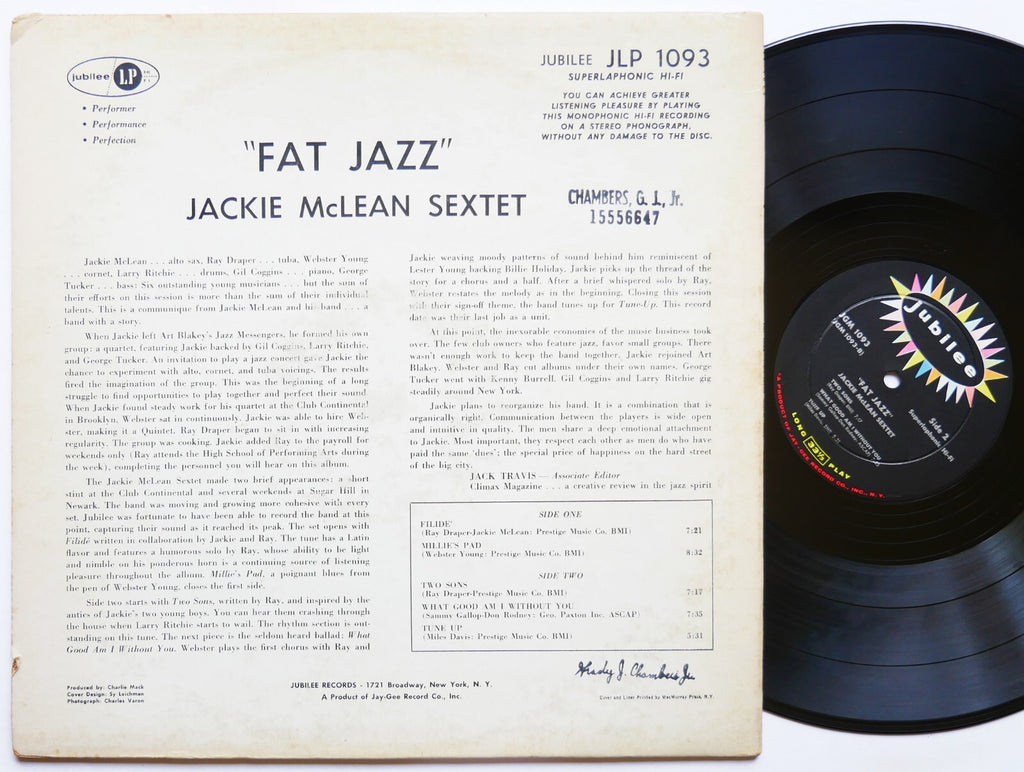 jubilee LP
• Performer
• Performance
• Perfection
JUBILEE JLP 1093
SUPERLAPHONIC HI-FI
YOU CAN ACHIEVE GREATER
LISTENING PLEASURE BY PLAYING
THIS MONOPHONIC HI-FI RECORDING
ON A STEREO PHONOGRAPH,
WITHOUT ANY DAMAGE TO THE DISC.
"FAT JAZZ"
JACKIE McLEAN SEXTET
CHAMBERS, G. J., Jr.
15556647
Jackie McLean . . . alto sax, Ray Draper . . . tuba, Webster Young
. . . cornet, Larry Ritchie . . . drums, Gil Coggins . . . piano, George
Tucker . . . bass: Six outstanding young musicians . . . but the sum of
their efforts on this session is more than the sum of their individual
talents. This is a communique from Jackie McLean and his band . . . a
band with a story.
When Jackie left Art Blakey's Jazz Messengers, he formed his own
group: a quartet, featuring Jackie backed by Gil Coggins, Larry Ritchie,
and George Tucker. An invitation to play a jazz concert gave Jackie the
chance to experiment with alto, cornet, and tuba voicings. The results
fired the imagination of the group. This was the beginning of a long
struggle to find opportunities to play together and perfect their sound.
When Jackie found steady work for his quartet at the Club Continental
in Brooklyn, Webster sat in continuously. Jackie was able to hire Web-
ster, making it a Quintet. Ray Draper began to sit in with increasing
regularity. The group was cooking. Jackie added Ray to the payroll for
weekends only (Ray attends the High School of Performing Arts during
the week), completing the personnel you will hear on this album.
The Jackie McLean Sextet made two brief appearances: a short
stint at the Club Continental and several weekends at Sugar Hill in
Newark. The band was moving and growing more cohesive with every
set. Jubilee was fortunate to have been able to record the band at this
point, capturing their sound as it reached its peak. The set opens with
Filidé written in collaboration by Jackie and Ray. The tune has a Latin
flavor and features a humorous solo by Ray, whose ability to be light
and nimble on his ponderous horn is a continuing source of listening
pleasure throughout the album. Millie's Pad, a poignant blues from
the pen of Webster Young, closes the first side.
Side two starts with Two Sons, written by Ray, and inspired by the
antics of Jackie's two young boys. You can hear them crashing through
the house when Larry Ritchie starts to wail. The rhythm section is out-
standing on this tune. The next piece is the seldom heard ballad; What
Good Am I Without You. Webster plays the first chorus with Ray and
Jackie weaving moody patterns of sound behind him reminiscent of
Lester Young backing Billie Holiday. Jackie picks up the thread of the
story for a chorus and a half. After a brief whispered solo by Ray,
Webster restates the melody as in the beginning. Closing this session
with their sign-off theme, the band tunes up for Tune-Up. This record
date was their last job as a unit.
At this point, the inexorable economics of the music business took
over. The few club owners who feature jazz, favor small groups. There
wasn't enough work to keep the band together. Jackie rejoined Art
Blakey. Webster and Ray cut albums under their own names. George
Tucker went with Kenny Burrell. Gil Coggins and Larry Ritchie gig
steadily around New York.
Jackie plans to reorganize his band. It is a combination that is
organically right. Communication between the players is wide open
and intuitive in quality. The men share a deep emotional attachment
to Jackie. Most important, they respect each other as men do who have
paid the same 'dues'; the special price of happiness on the hard street
of the big city.
JACK TRAVIS — Associate Editor
Climax Magazine . . . a creative review in the jazz spirit
SIDE ONE
FILIDE'
(Ray Draper-Jackie McLean: Prestige Music Co. BMI) 7:21
MILLIE'S PAD
(Webster Young: Prestige Music Co. BMI) 8:32
SIDE TWO
TWO SONS
(Ray Draper-Prestige Music Co. BMI) 7:17
WHAT GOOD AM I WITHOUT YOU
(Sammy Gallop-Don Rodney: Geo. Paxton Inc. ASCAP) 7:35
TUNE UP
(Miles Davis: Prestige Music Co. BMI) 5:31
Grady J. Chambers Jr.
Produced by: Charlie Mack
Cover Design: Sy Leichman
Photograph: Charles Varon
JUBILEE RECORDS - 1721 Broadway, New York, N. Y.
A Product of Jay-Gee Record Co., Inc.
Cover and Liner Printed by MacMurray Press, N.Y.
Jubilee
JGM 1093
(JGM 1093-B)
Side 2
Superlaphonic Hi-Fi
"FAT JAZZ"
JACKIE McLEAN SEXTET
TWO SONS
WHAT GOOD AM I WITHOUT YOU
TUNE UP
LONG 33⅓ PLAY
"A PRODUCT OF JAY-GEE RECORD CO., INC., N. Y.